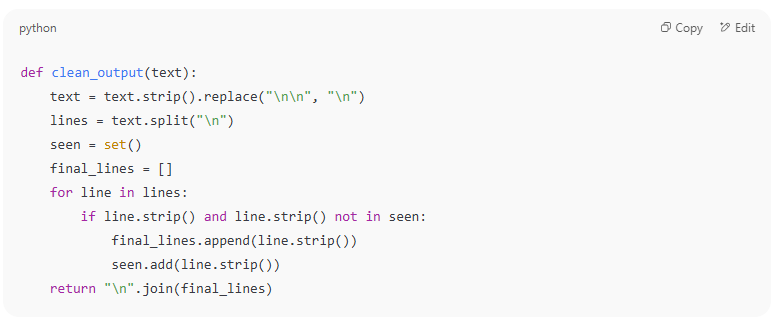 python
Copy Edit
def clean_output(text):
    text = text.strip().replace("\n\n", "\n")
    lines = text.split("\n")
    seen = set()
    final_lines = []
    for line in lines:
        if line.strip() and line.strip() not in seen:
            final_lines.append(line.strip())
            seen.add(line.strip())
    return "\n".join(final_lines)